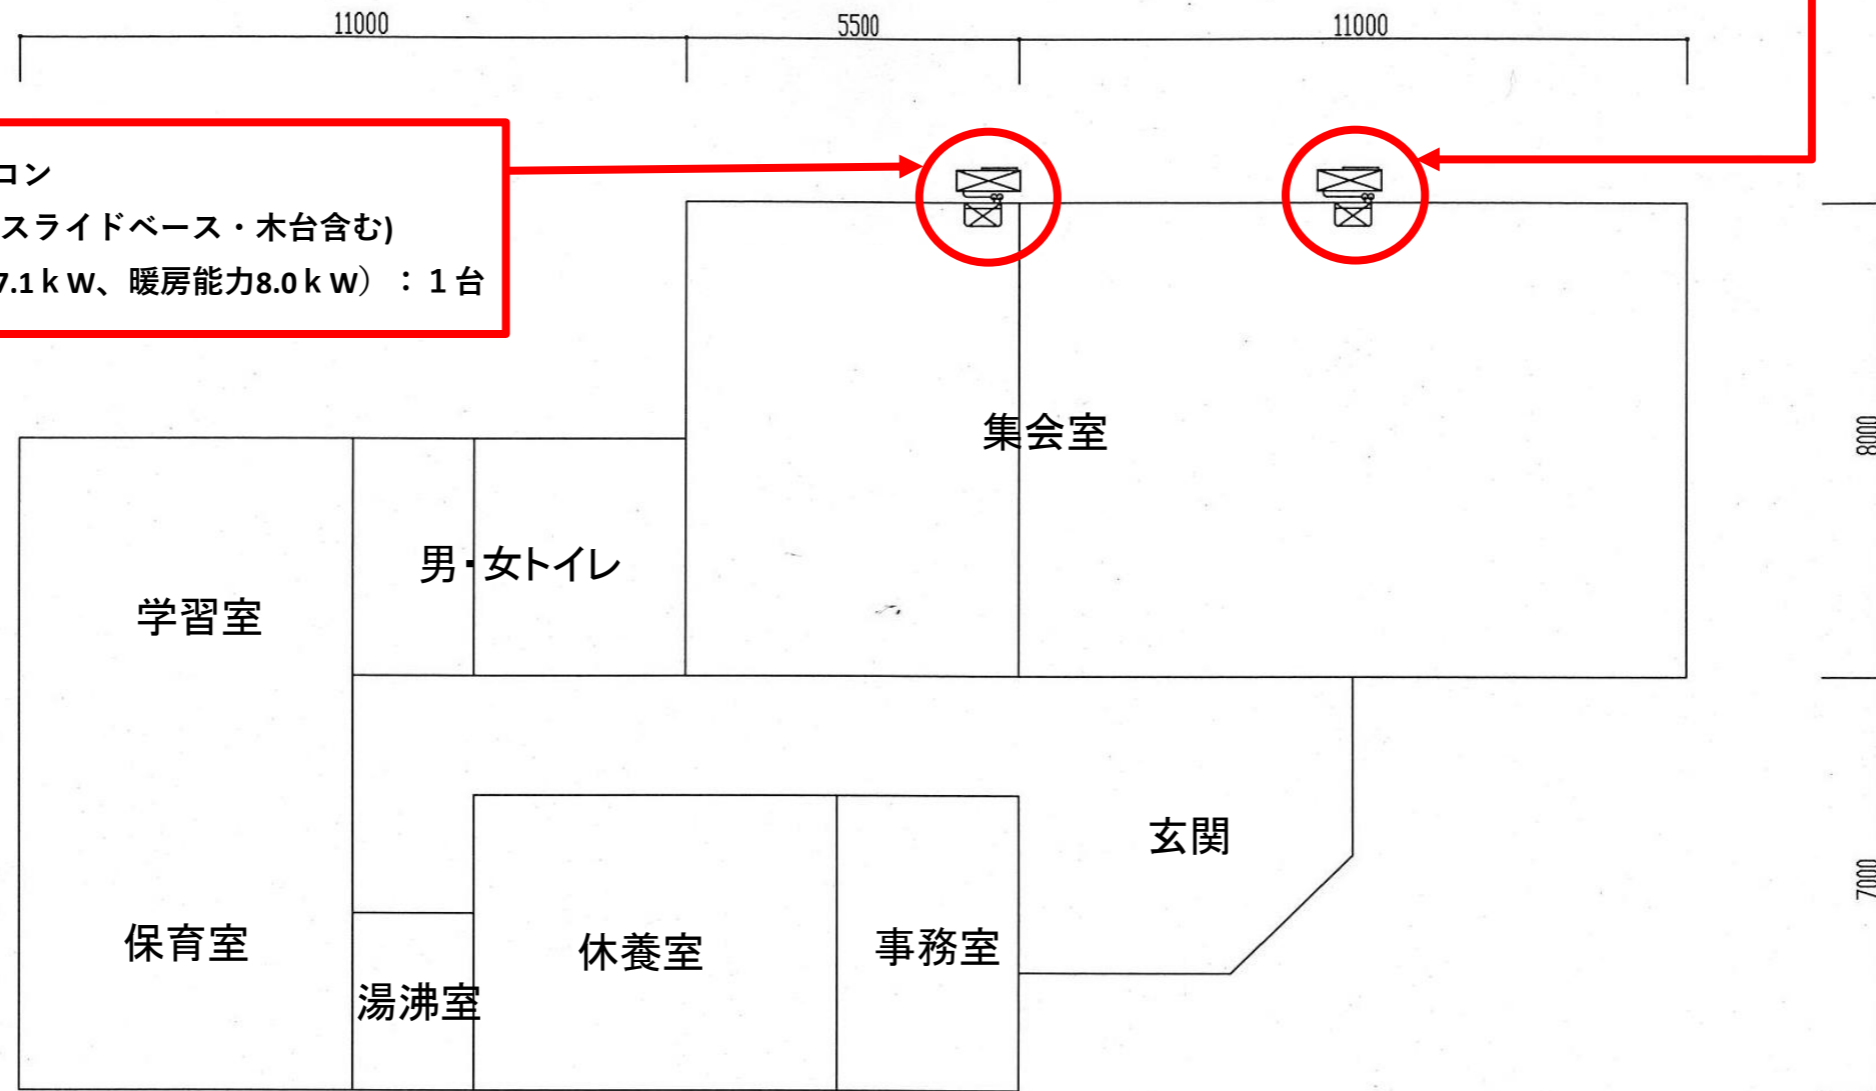 11000
5500
11000
コン
スライドベース・木台含む)
7.1ｋW、暖房能力8.0ｋW）：１台
集会室
8000
男・女トイレ
学習室
玄関
7000
保育室
休養室
事務室
湯沸室